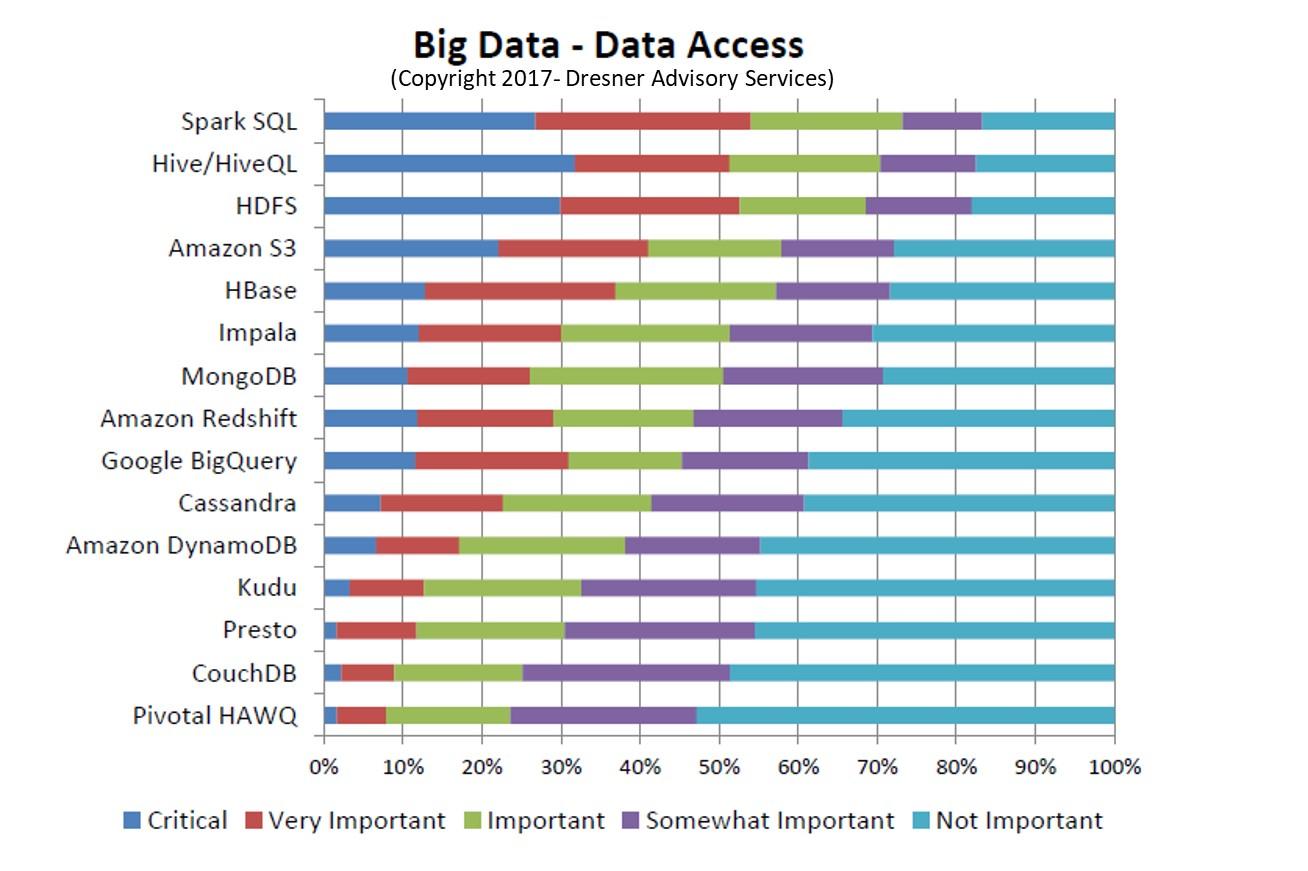 Big Data - Data Access
(Copyright 2017- Dresner Advisory Services)
Spark SQL
Hive/HiveQL
HDFS
Amazon S3
HBase
Impala
MongoDB
Amazon Redshift
Google BigQuery
Cassandra
Amazon DynamoDB
Kudu
Presto
CouchDB
Pivotal HAWQ
0% 10% 20% 30% 40% 50% 60% 70% 80% 90% 100%
Critical Very Important Important Somewhat Important Not Important